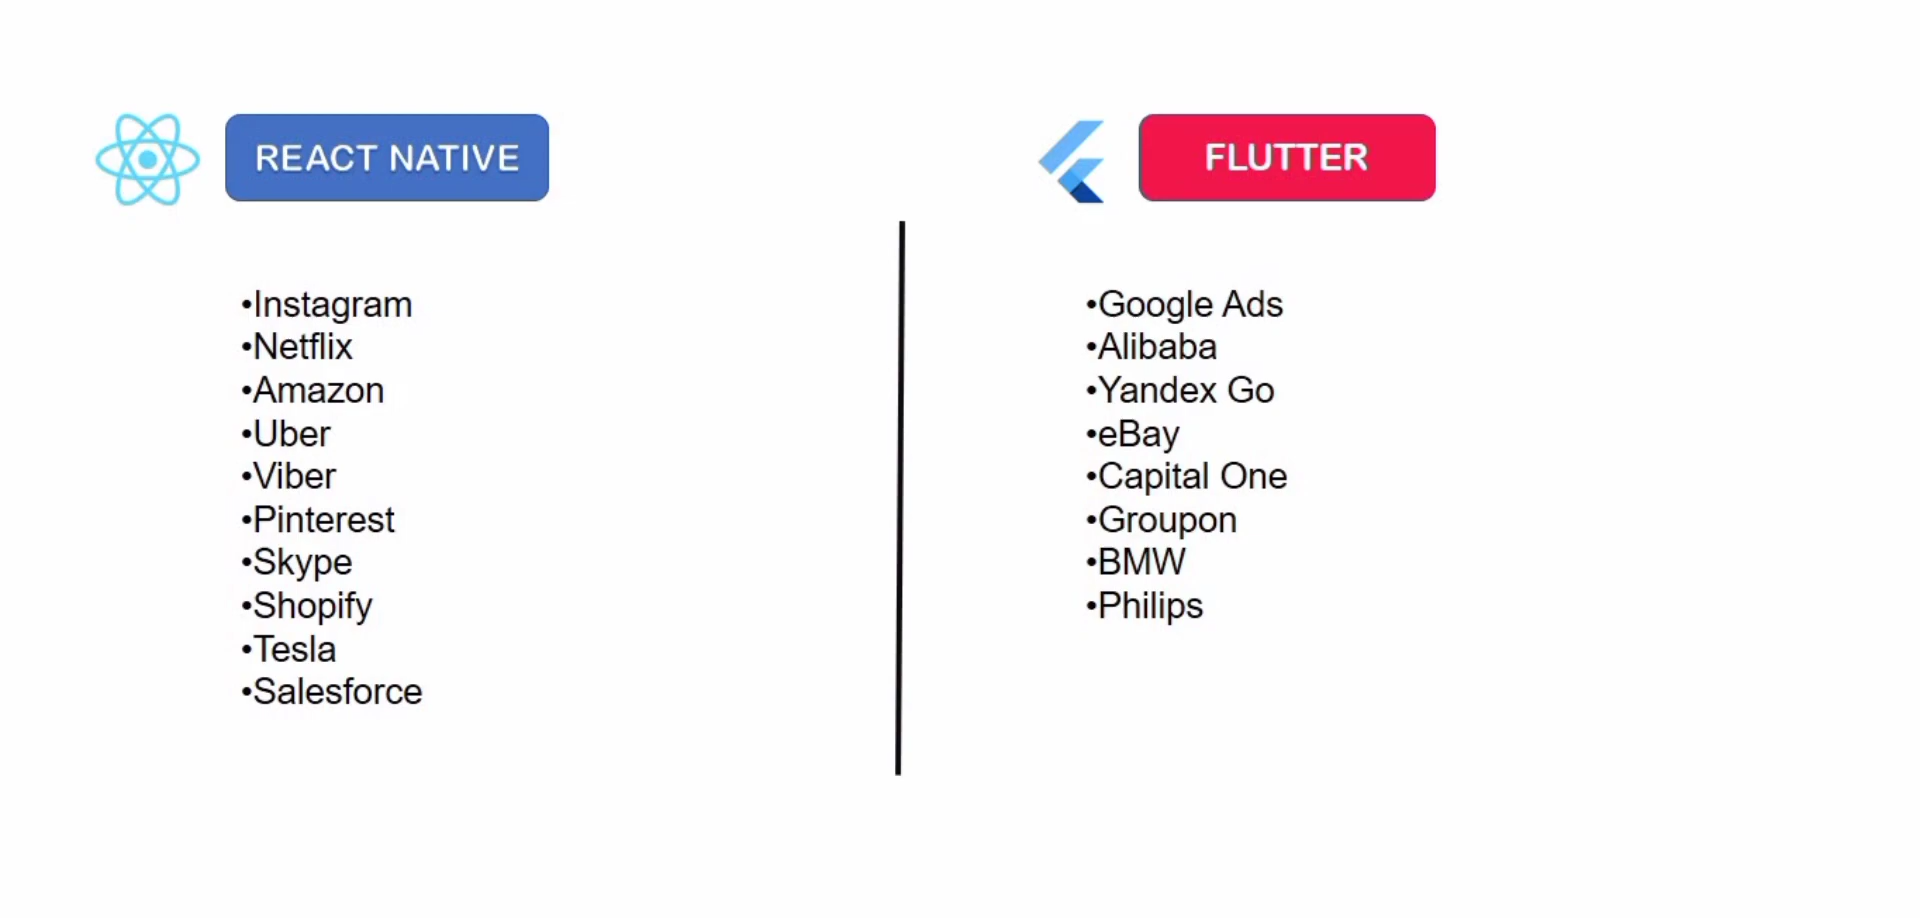 REACT NATIVE
•Instagram
•Netflix
•Amazon
•Uber
•Viber
•Pinterest
•Skype
•Shopify
•Tesla
•Salesforce
FLUTTER
•Google Ads
•Alibaba
•Yandex Go
•eBay
•Capital One
•Groupon
•BMW
•Philips